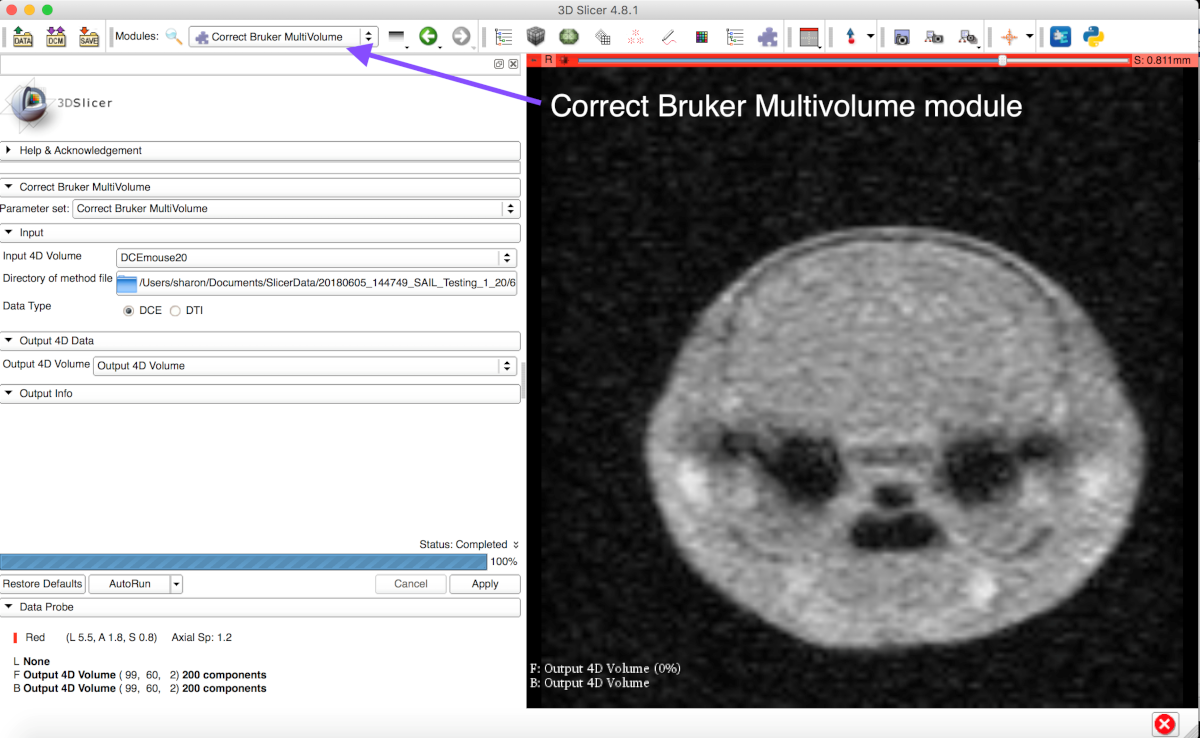 3D Slicer 4.8.1
DATA DCM SAVE Modules: Correct Bruker MultiVolume
R S: 0.811mm
3DSlicer
Correct Bruker Multivolume module
Help & Acknowledgement
Correct Bruker MultiVolume
Parameter set: Correct Bruker MultiVolume
Input
Input 4D Volume DCEmouse20
Directory of method file /Users/sharon/Documents/SlicerData/20180605_144749_SAIL_Testing_1_20/6
Data Type DCE DTI
Output 4D Data
Output 4D Volume Output 4D Volume
Output Info
Status: Completed
100%
Restore Defaults AutoRun Cancel Apply
Data Probe
Red (L 5.5, A 1.8, S 0.8) Axial Sp: 1.2
L None
F Output 4D Volume ( 99, 60, 2) 200 components
B Output 4D Volume ( 99, 60, 2) 200 components
F: Output 4D Volume (0%)
B: Output 4D Volume